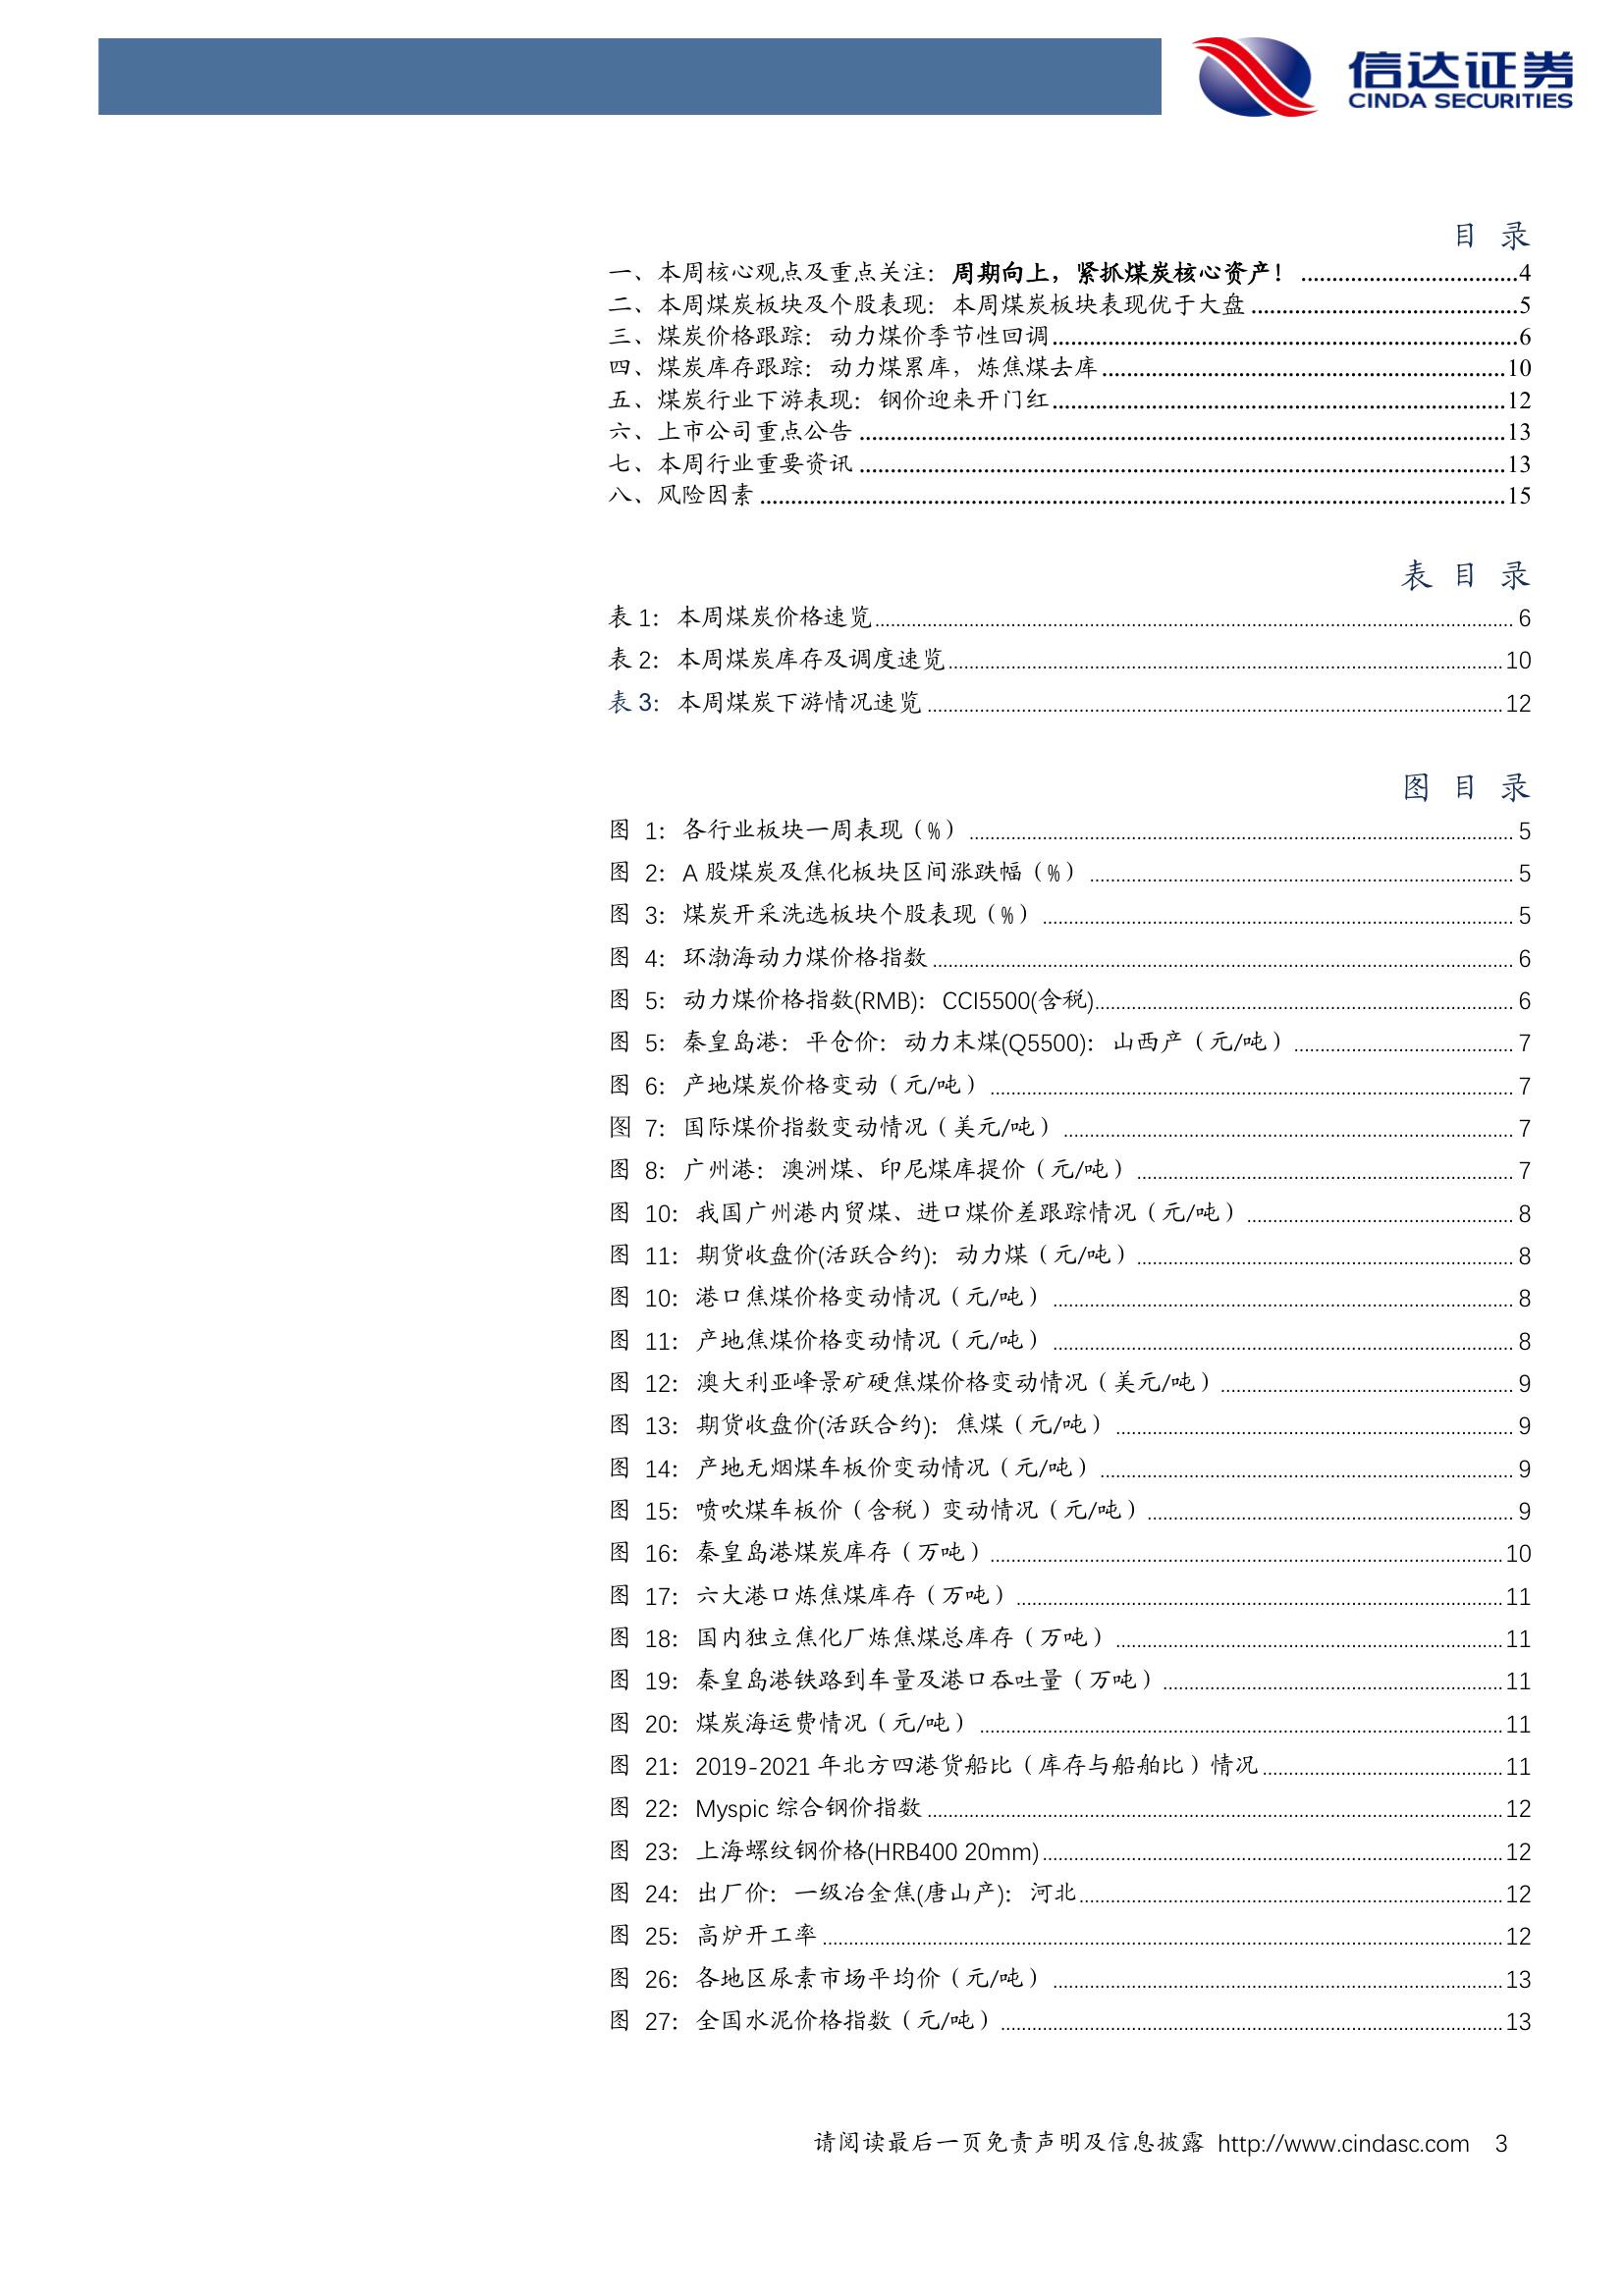 信达证券
CINDA SECURITIES
目 录
一、本周核心观点及重点关注：周期向上，紧抓煤炭核心资产！ ....................................4
二、本周煤炭板块及个股表现：本周煤炭板块表现优于大盘 ............................................5
三、煤炭价格跟踪：动力煤价季节性回调............................................................................6
四、煤炭库存跟踪：动力煤累库，炼焦煤去库..................................................................10
五、煤炭行业下游表现：钢价迎来开门红..........................................................................12
六、上市公司重点公告 ..........................................................................................................13
七、本周行业重要资讯 ..........................................................................................................13
八、风险因素 ..........................................................................................................................15
表 目 录
表 1：本周煤炭价格速览.......................................................................................................... 6
表 2：本周煤炭库存及调度速览.............................................................................................10
表 3：本周煤炭下游情况速览 ................................................................................................12
图 目 录
图 1：各行业板块一周表现（%） .......................................................................................... 5
图 2：A 股煤炭及焦化板块区间涨跌幅（%） ....................................................................... 5
图 3：煤炭开采洗选板块个股表现（%） ............................................................................... 5
图 4：环渤海动力煤价格指数 ................................................................................................. 6
图 5：动力煤价格指数(RMB)：CCI5500(含税)...................................................................... 6
图 5：秦皇岛港：平仓价：动力末煤(Q5500)：山西产（元/吨） ........................................ 7
图 6：产地煤炭价格变动（元/吨） ........................................................................................ 7
图 7：国际煤价指数变动情况（美元/吨） ............................................................................ 7
图 8：广州港：澳洲煤、印尼煤库提价（元/吨） ................................................................. 7
图 10：我国广州港内贸煤、进口煤价差跟踪情况（元/吨） ................................................ 8
图 11：期货收盘价(活跃合约)：动力煤（元/吨） ................................................................ 8
图 10：港口焦煤价格变动情况（元/吨） .............................................................................. 8
图 11：产地焦煤价格变动情况（元/吨） .............................................................................. 8
图 12：澳大利亚峰景矿硬焦煤价格变动情况（美元/吨） ................................................... 9
图 13：期货收盘价(活跃合约)：焦煤（元/吨） ................................................................... 9
图 14：产地无烟煤车板价变动情况（元/吨） ...................................................................... 9
图 15：喷吹煤车板价（含税）变动情况（元/吨） ............................................................... 9
图 16：秦皇岛港煤炭库存（万吨） .......................................................................................10
图 17：六大港口炼焦煤库存（万吨） ...................................................................................11
图 18：国内独立焦化厂炼焦煤总库存（万吨） ....................................................................11
图 19：秦皇岛港铁路到车量及港口吞吐量（万吨） ............................................................11
图 20：煤炭海运费情况（元/吨） .........................................................................................11
图 21：2019-2021 年北方四港货船比（库存与船舶比）情况 .............................................11
图 22：Myspic 综合钢价指数 .................................................................................................12
图 23：上海螺纹钢价格(HRB400 20mm)..............................................................................12
图 24：出厂价：一级冶金焦(唐山产)：河北.........................................................................12
图 25：高炉开工率 ..................................................................................................................12
图 26：各地区尿素市场平均价（元/吨） ..............................................................................13
图 27：全国水泥价格指数（元/吨） ......................................................................................13
请阅读最后一页免责声明及信息披露 http://www.cindasc.com 3